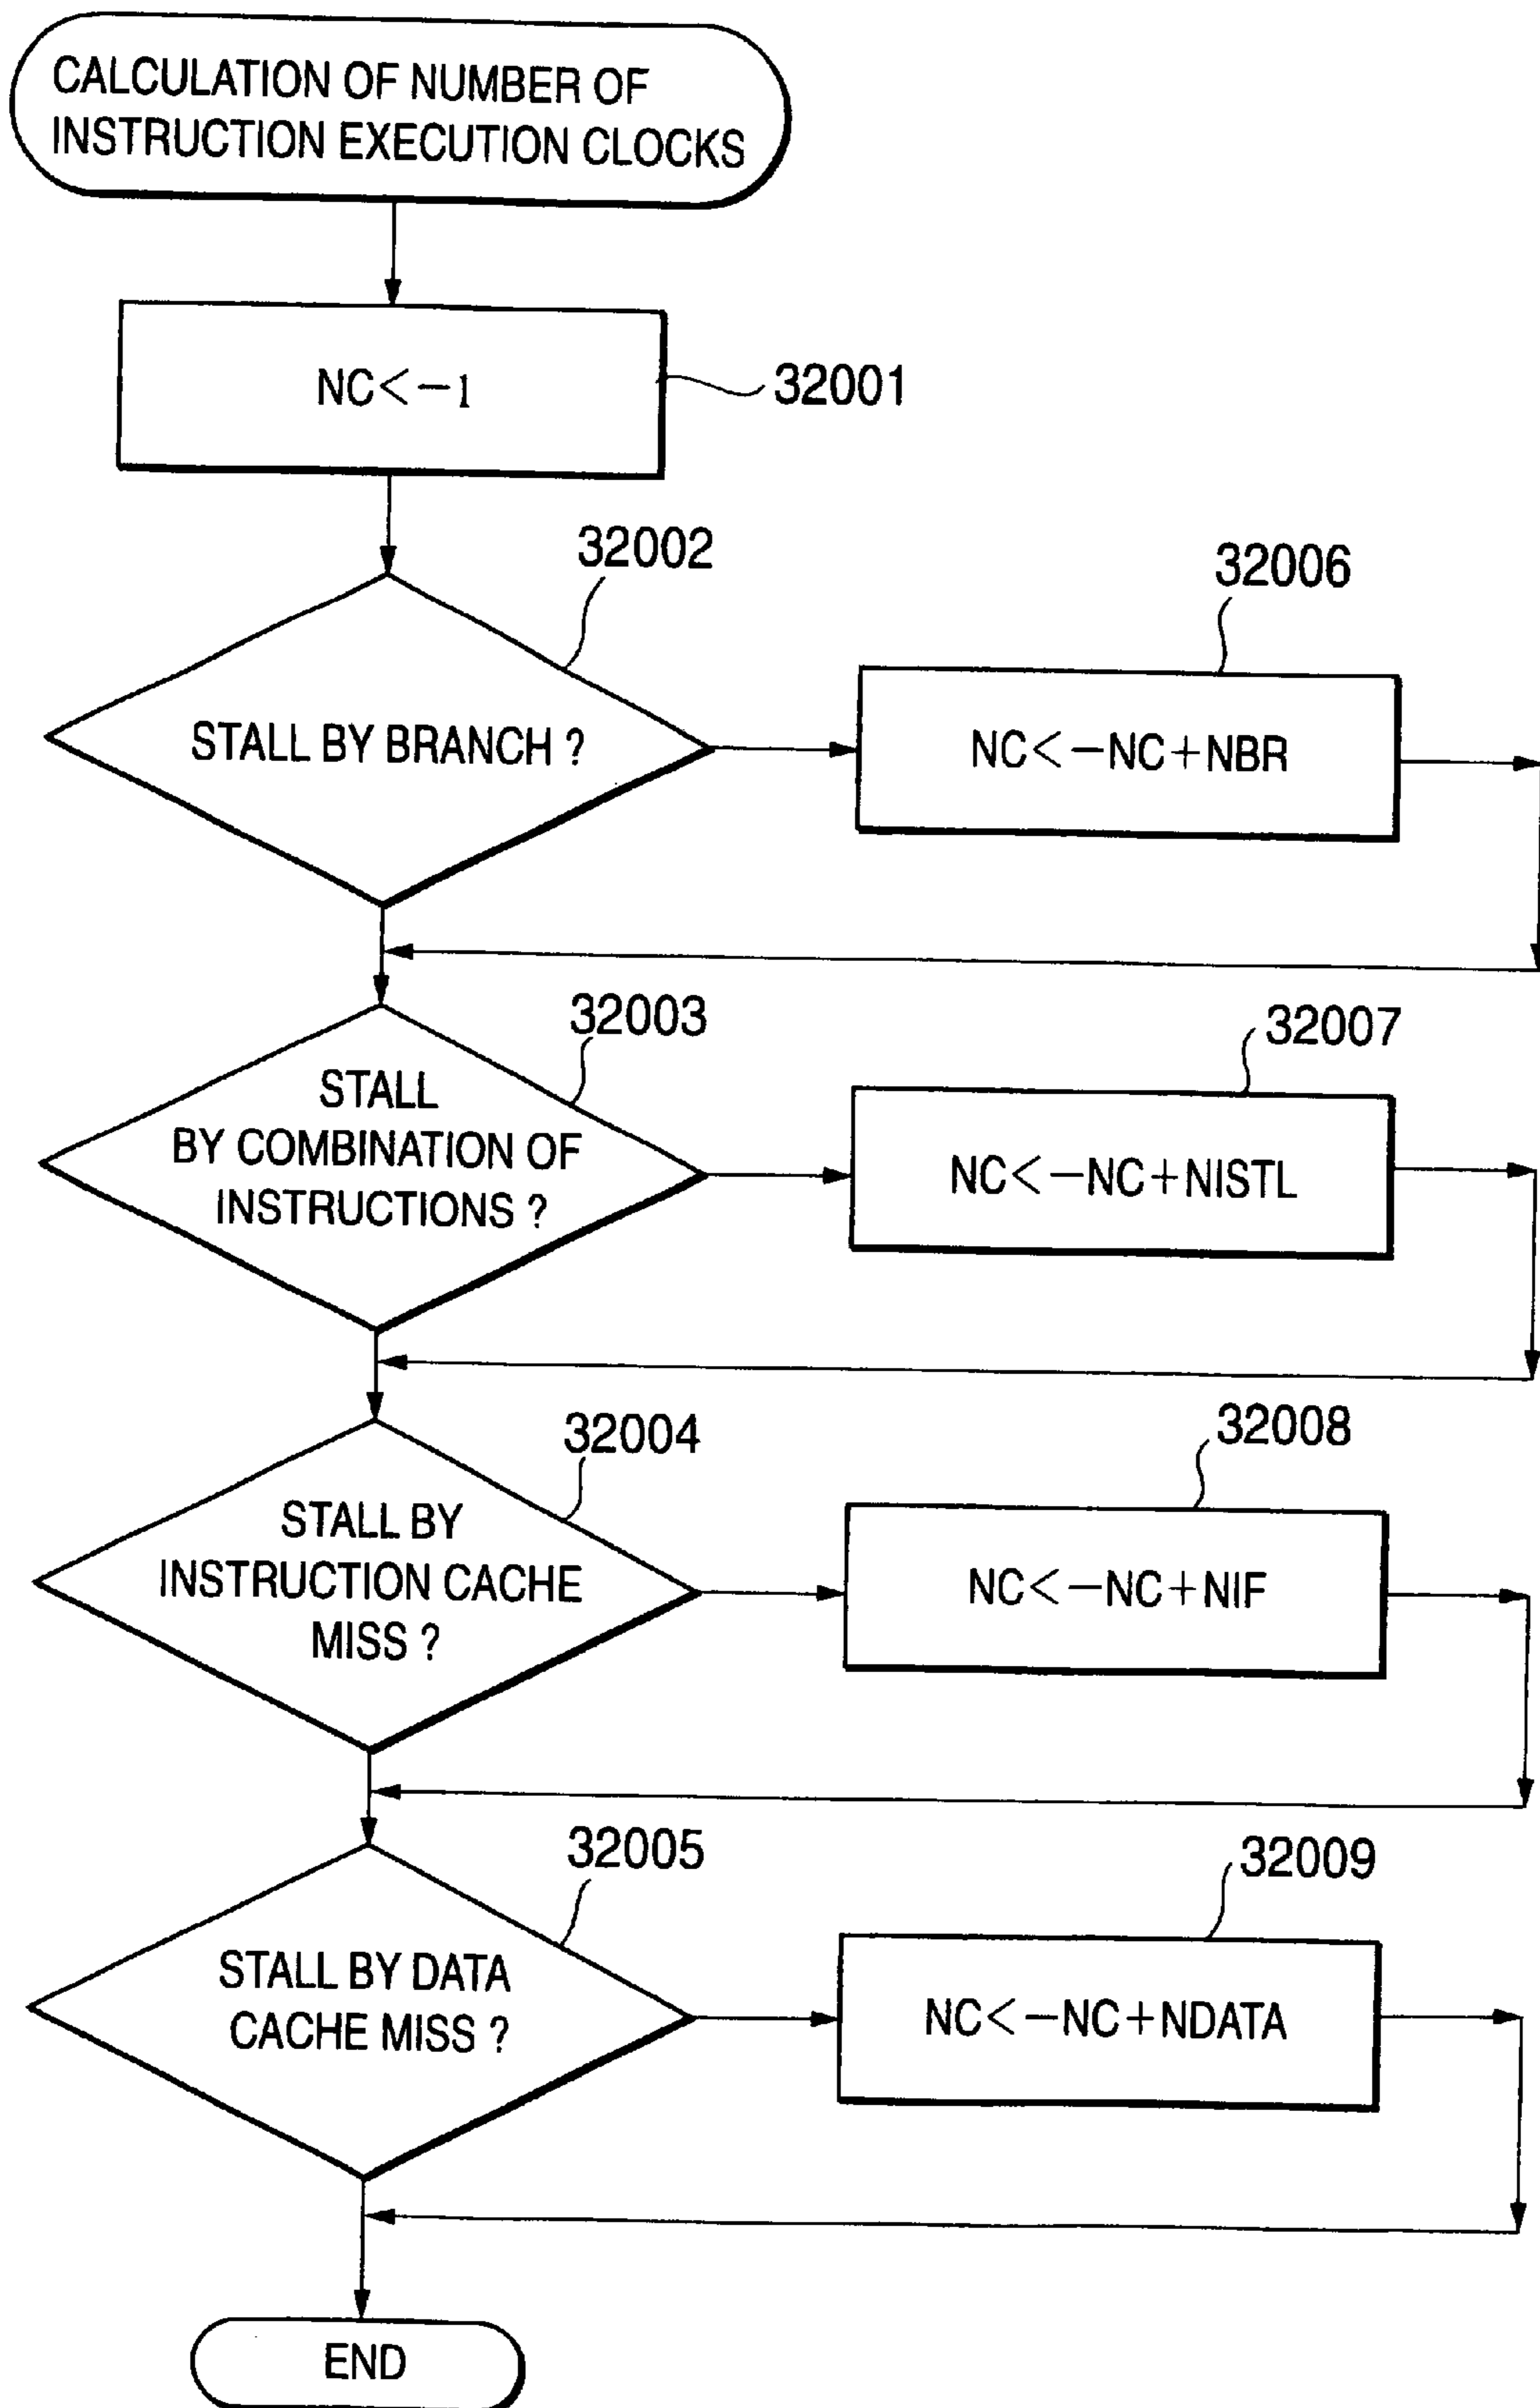 CALCULATION OF NUMBER OF
INSTRUCTION EXECUTION CLOCKS
NC<−1
32001
32002
STALL BY BRANCH ?
32006
NC<−NC+NBR
32003
STALL
BY COMBINATION OF
INSTRUCTIONS ?
32007
NC<−NC+NISTL
32004
STALL BY
INSTRUCTION CACHE
MISS ?
32008
NC<−NC+NIF
32005
STALL BY DATA
CACHE MISS ?
32009
NC<−NC+NDATA
END